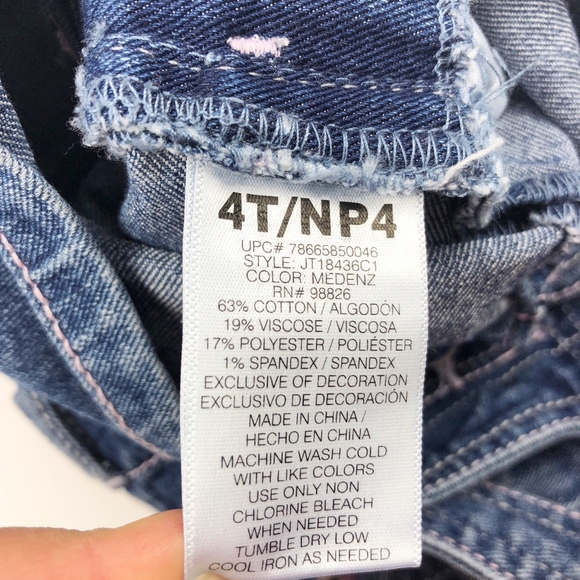 4T/NP4
UPC# 78665850046
STYLE: JT18436C1
COLOR: MEDENZ
RN# 98826
63% COTTON / ALGODÓN
19% VISCOSE / VISCOSA
17% POLYESTER / POLIÉSTER
1% SPANDEX / SPANDEX
EXCLUSIVE OF DECORATION
EXCLUSIVO DE DECORACIÓN
MADE IN CHINA /
HECHO EN CHINA
MACHINE WASH COLD
WITH LIKE COLORS
USE ONLY NON
CHLORINE BLEACH
WHEN NEEDED
TUMBLE DRY LOW
COOL IRON AS NEEDED